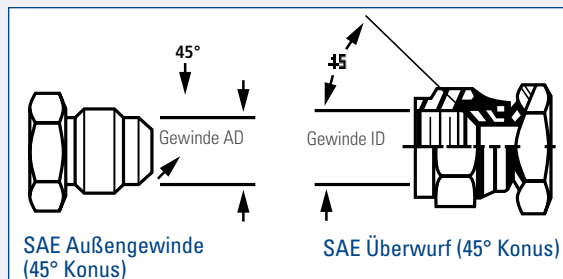 45°
45
Gewinde AD
Gewinde ID
SAE Außengewinde
(45° Konus)
SAE Überwurf (45° Konus)